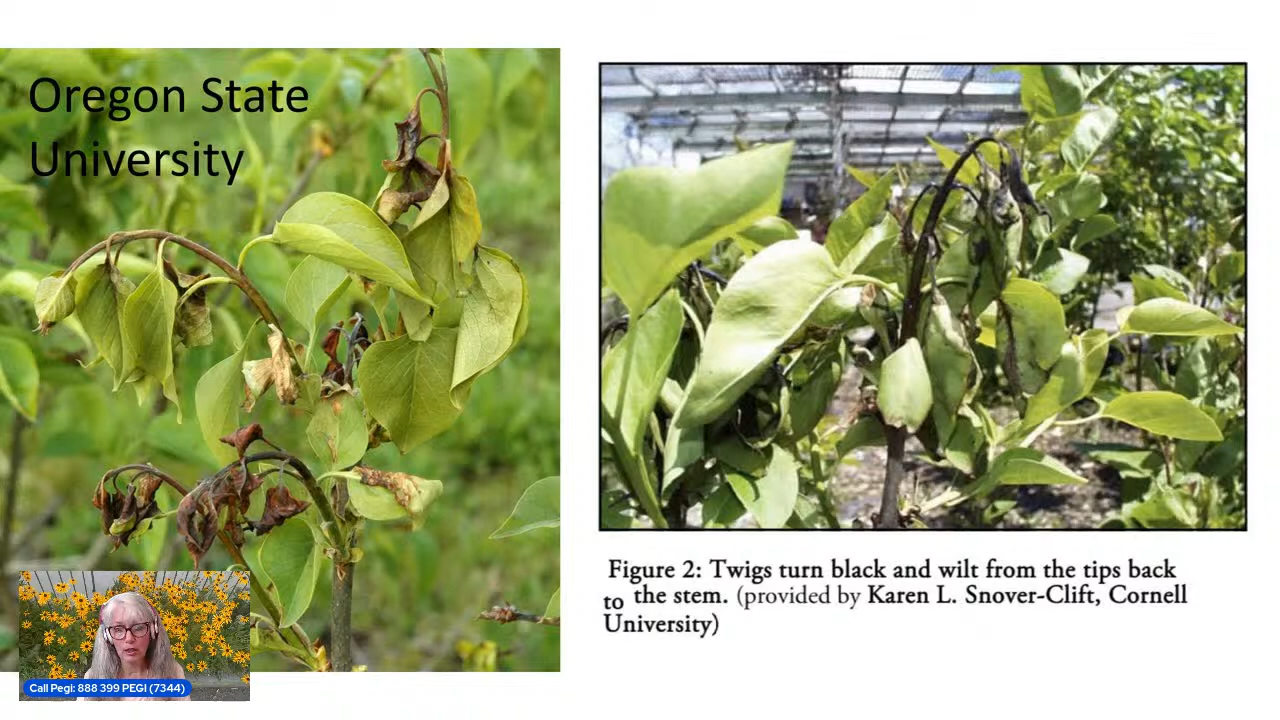 Oregon State
University
Figure 2: Twigs turn black and wilt from the tips back
to the stem. (provided by Karen L. Snover-Clift, Cornell
University)
Call Pegi: 888 399 PEGI (7344)